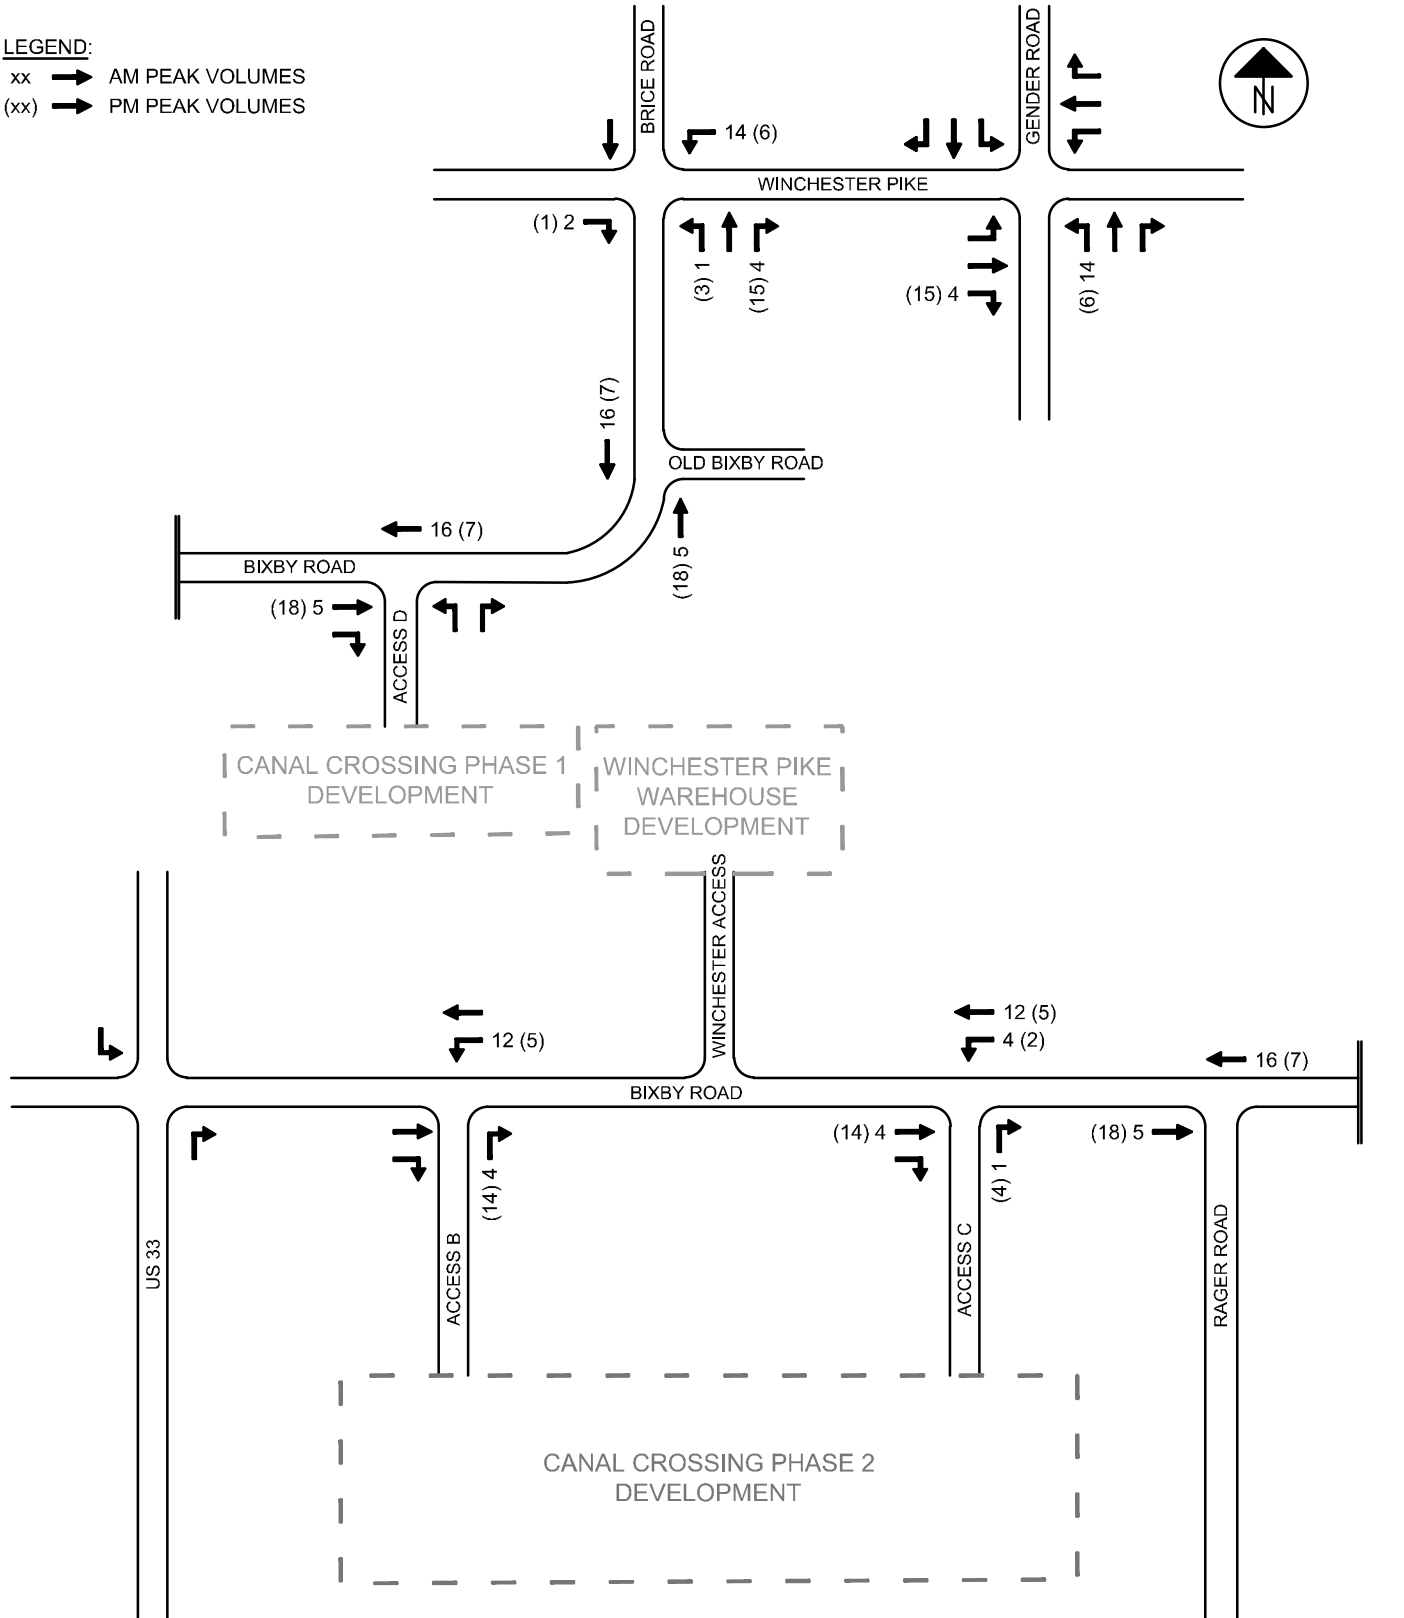 LEGEND:
xx AM PEAK VOLUMES
(xx) PM PEAK VOLUMES
BRICE ROAD
GENDER ROAD
N
14 (6)
WINCHESTER PIKE
(1) 2
(3) 1
(15) 4
(15) 4
(6) 14
16 (7)
OLD BIXBY ROAD
16 (7)
BIXBY ROAD
(18) 5
(18) 5
ACCESS D
CANAL CROSSING PHASE 1
DEVELOPMENT
WINCHESTER PIKE
WAREHOUSE
DEVELOPMENT
WINCHESTER ACCESS
12 (5)
12 (5)
4 (2)
16 (7)
BIXBY ROAD
(14) 4
(14) 4
(4) 1
(18) 5
US 33
ACCESS B
ACCESS C
RAGER ROAD
CANAL CROSSING PHASE 2
DEVELOPMENT